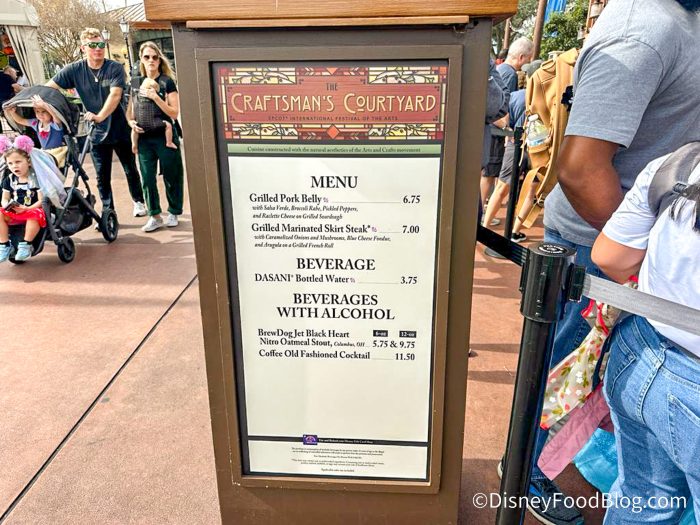 THE
CRAFTSMAN'S COURTYARD
EPCOT® INTERNATIONAL FESTIVAL OF THE ARTS
Cuisine constructed with the natural aesthetics of the Arts and Crafts movement
MENU
Grilled Pork Belly 6.75
with Salsa Verde, Broccoli Rabe, Pickled Peppers,
and Raclette Cheese on Grilled Sourdough
Grilled Marinated Skirt Steak* 7.00
with Caramelized Onions and Mushrooms, Blue Cheese Fondue,
and Arugula on a Grilled French Roll
BEVERAGE
DASANI® Bottled Water 3.75
BEVERAGES
WITH ALCOHOL
BrewDog Jet Black Heart 6-oz 12-oz
Nitro Oatmeal Stout, Columbus, OH 5.75 & 9.75
Coffee Old Fashioned Cocktail 11.50
©DisneyFoodBlog.com